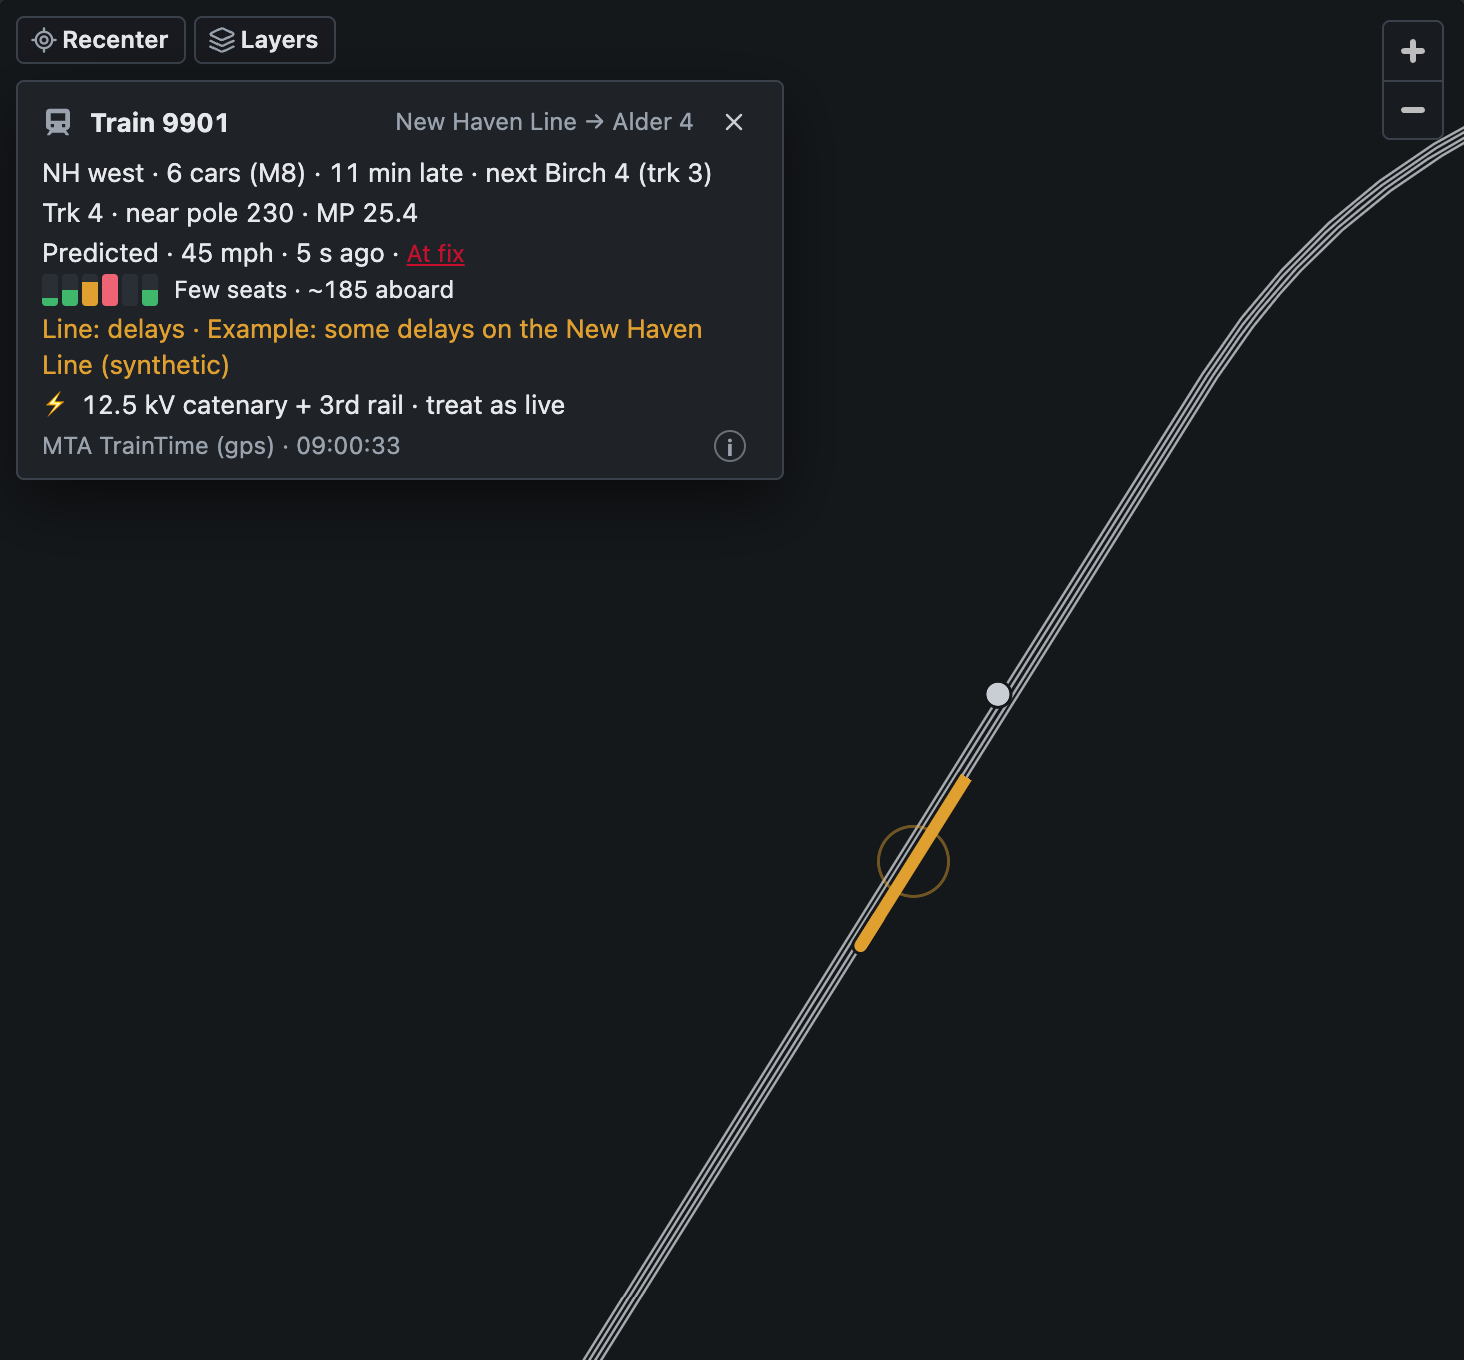 Recenter
Layers
Train 9901
New Haven Line → Alder 4
NH west · 6 cars (M8) · 11 min late · next Birch 4 (trk 3)
Trk 4 · near pole 230 · MP 25.4
Predicted · 45 mph · 5 s ago · At fix
Few seats · ~185 aboard
Line: delays · Example: some delays on the New Haven
Line (synthetic)
⚡ 12.5 kV catenary + 3rd rail · treat as live
MTA TrainTime (gps) · 09:00:33